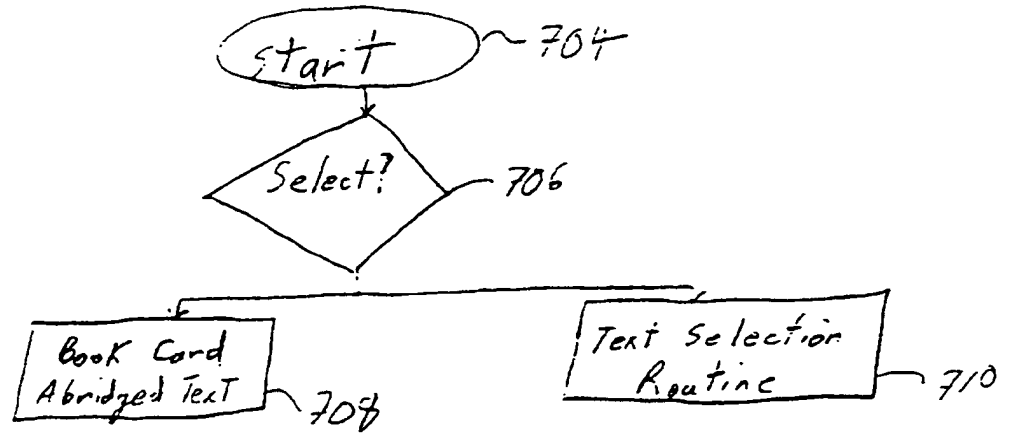 start
704
Select?
706
Book Card
Abridged Text
708
Text Selection
Routine
710